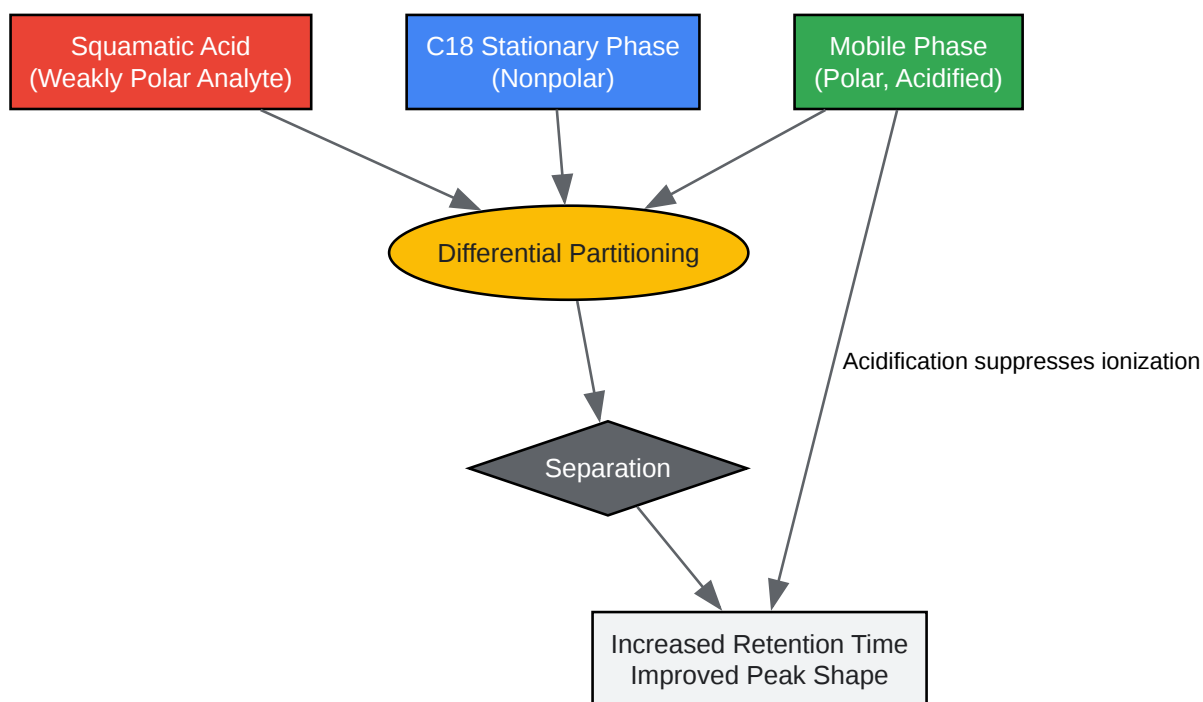 Squamatic Acid
(Weakly Polar Analyte)
C18 Stationary Phase
(Nonpolar)
Mobile Phase
(Polar, Acidified)
Differential Partitioning
Acidification suppresses ionization
Separation
Increased Retention Time
Improved Peak Shape